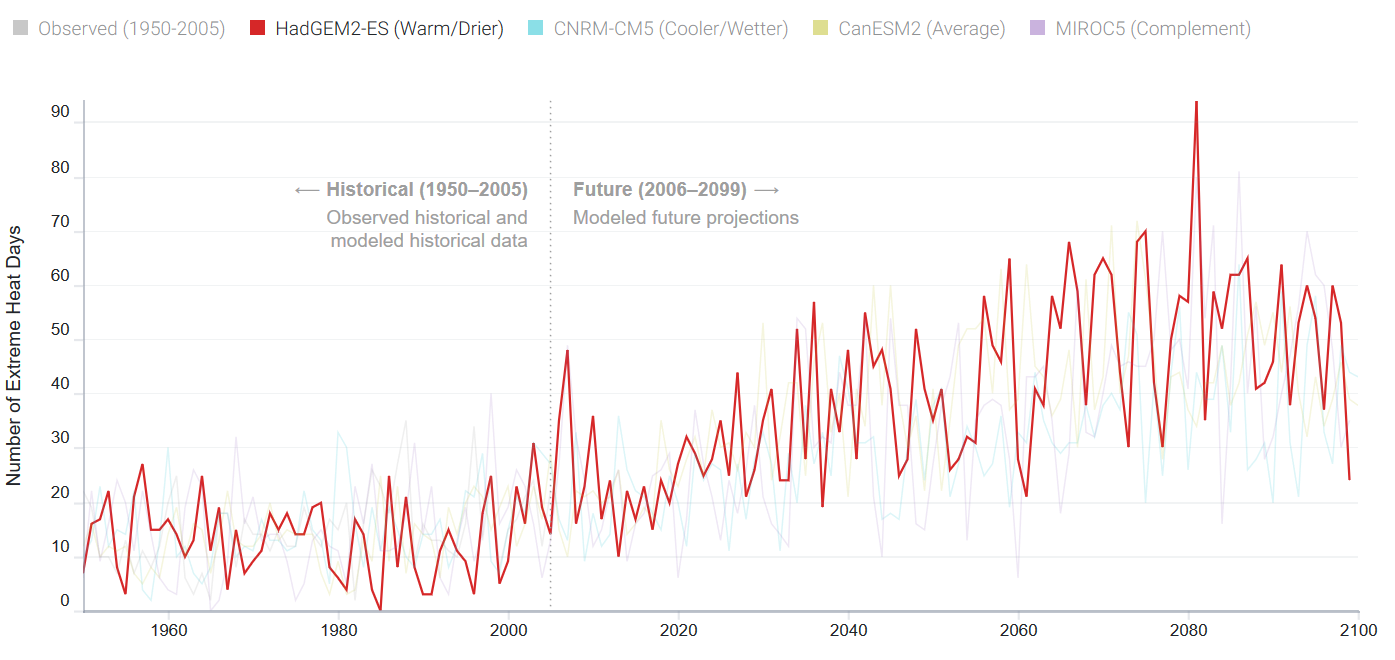 Observed (1950-2005) HadGEM2-ES (Warm/Drier) CNRM-CM5 (Cooler/Wetter) CanESM2 (Average) MIROC5 (Complement)
Number of Extreme Heat Days
90
80
70
60
50
40
30
20
10
0
⟵ Historical (1950–2005)
Observed historical and
modeled historical data
Future (2006–2099) ⟶
Modeled future projections
1960 1980 2000 2020 2040 2060 2080 2100